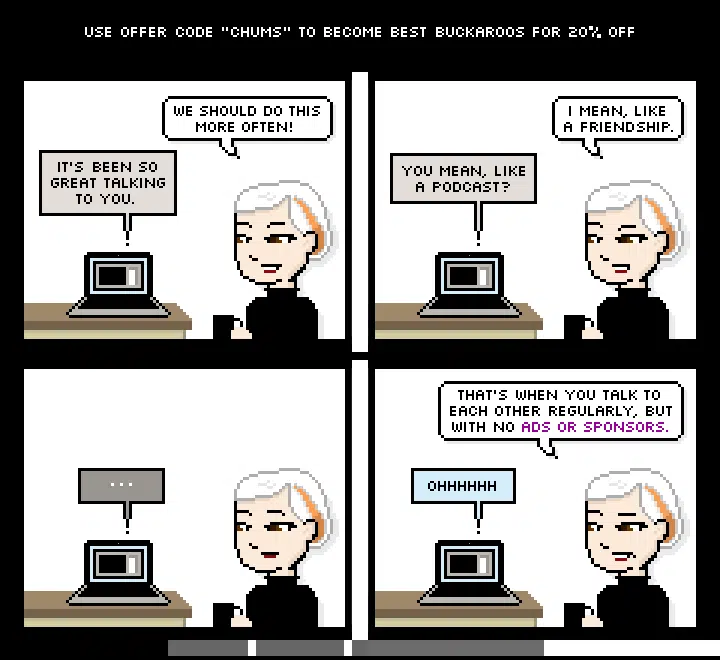 USE OFFER CODE "CHUMS" TO BECOME BEST BUCKAROOS FOR 20% OFF
WE SHOULD DO THIS
MORE OFTEN!
IT'S BEEN SO
GREAT TALKING
TO YOU.
I MEAN, LIKE
A FRIENDSHIP.
YOU MEAN, LIKE
A PODCAST?
...
THAT'S WHEN YOU TALK TO
EACH OTHER REGULARLY, BUT
WITH NO ADS OR SPONSORS.
OHHHHHH